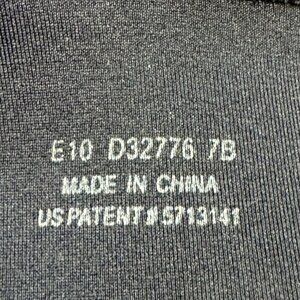 E10 D32776 7B
MADE IN CHINA
US PATENT # 5713141